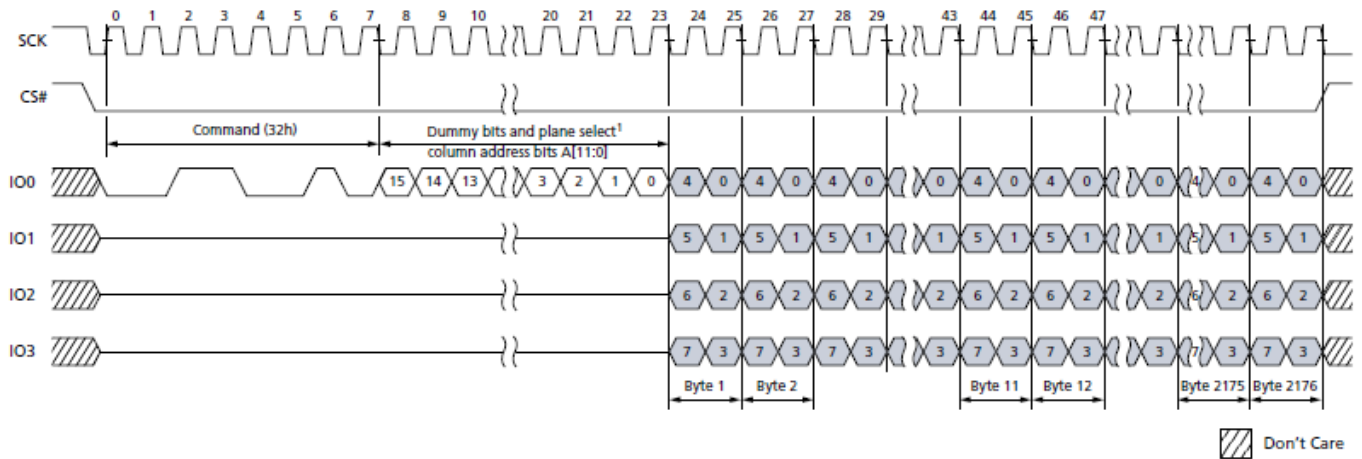 0 1 2 3 4 5 6 7 8 9 10 20 21 22 23 24 25 26 27 28 29 43 44 45 46 47
SCK
CS#
Command (32h) Dummy bits and plane select¹
column address bits A[11:0]
IO0 15 14 13 3 2 1 0 4 0 4 0 4 0 0 4 0 4 0 0 4 0 4 0
IO1 5 1 5 1 5 1 1 5 1 5 1 1 5 1 5 1
IO2 6 2 6 2 6 2 2 6 2 6 2 2 6 2 6 2
IO3 7 3 7 3 7 3 3 7 3 7 3 3 7 3 7 3
Byte 1 Byte 2 Byte 11 Byte 12 Byte 2175 Byte 2176
Don't Care